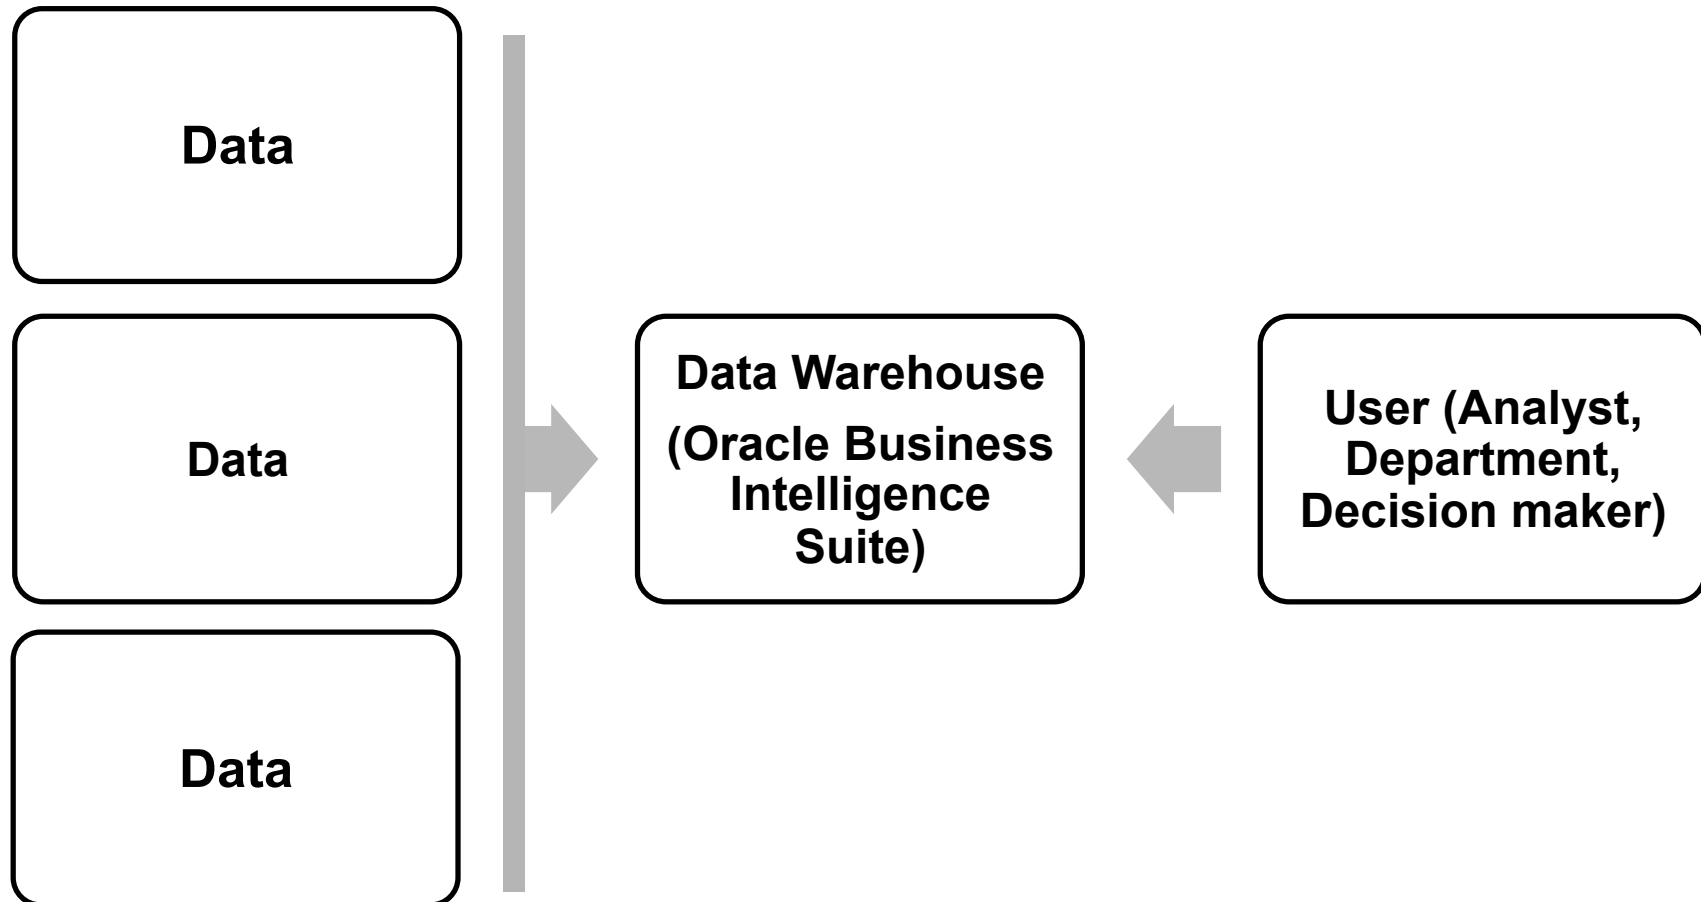 Data
Data
Data
Data Warehouse
(Oracle Business
Intelligence
Suite)
User (Analyst,
Department,
Decision maker)